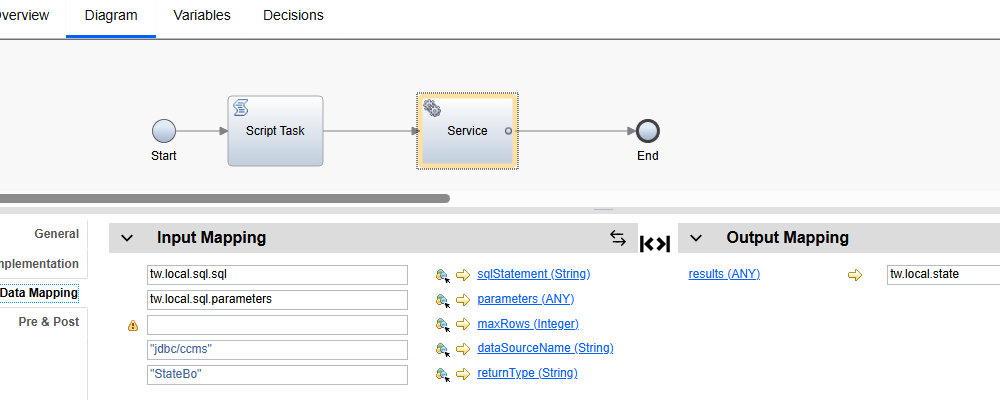 verview Diagram Variables Decisions
Script Task Service
Start End
General
mplementation
Data Mapping
Pre & Post
Input Mapping
tw.local.sql.sql sqlStatement (String)
tw.local.sql.parameters parameters (ANY)
maxRows (Integer)
"jdbc/ccms" dataSourceName (String)
"StateBo" returnType (String)
Output Mapping
results (ANY) tw.local.state